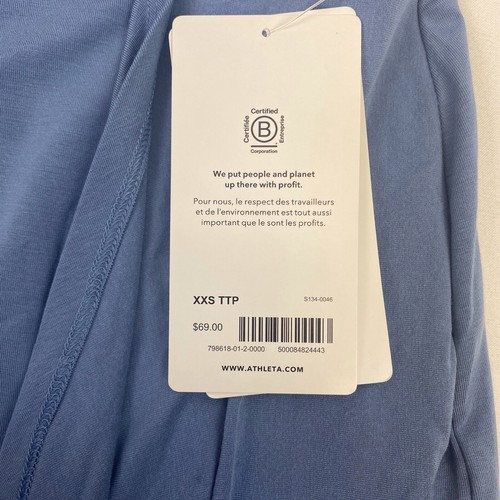 Certified
Certifiée
B
Entreprise
Corporation
We put people and planet
up there with profit.
Pour nous, le respect des travailleurs
et de l'environnement est tout aussi
important que le sont les profits.
XXS TTP
S134-0046
$69.00
798618-01-2-0000 500084824443
WWW.ATHLETA.COM